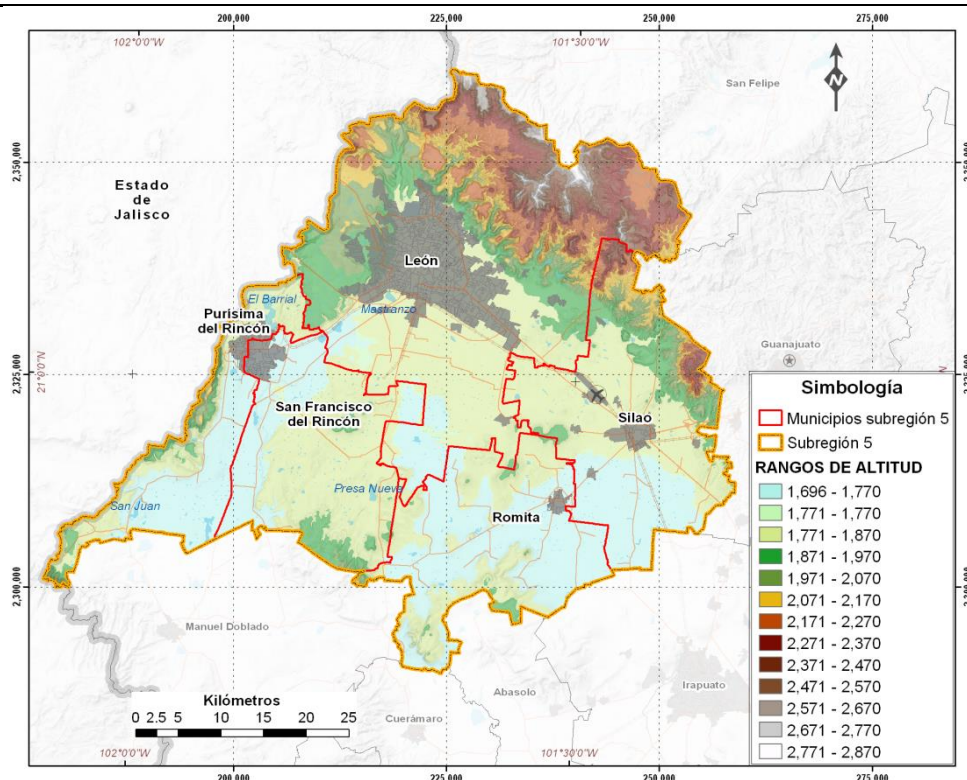 200,000
225,000
250,000
275,000
102°0'0"W
101°30'0"W
San Felipe
N
2,350,000
Estado
de
Jalisco
León
El Barrial
Mastranzo
Purísima
del Rincón
Guanajuato
2,325,000
21°0'0"N
San Francisco
del Rincón
Silao
Presa Nueve
San Juan
Romita
2,300,000
Manuel Doblado
Abasolo
Irapuato
Cuerámaro
Kilómetros
0 2.5 5 10 15 20 25
Simbología
Municipios subregión 5
Subregión 5
RANGOS DE ALTITUD
1,696 - 1,770
1,771 - 1,770
1,771 - 1,870
1,871 - 1,970
1,971 - 2,070
2,071 - 2,170
2,171 - 2,270
2,271 - 2,370
2,371 - 2,470
2,471 - 2,570
2,571 - 2,670
2,671 - 2,770
2,771 - 2,870
102°0'0"W
101°30'0"W
200,000
225,000
250,000
275,000